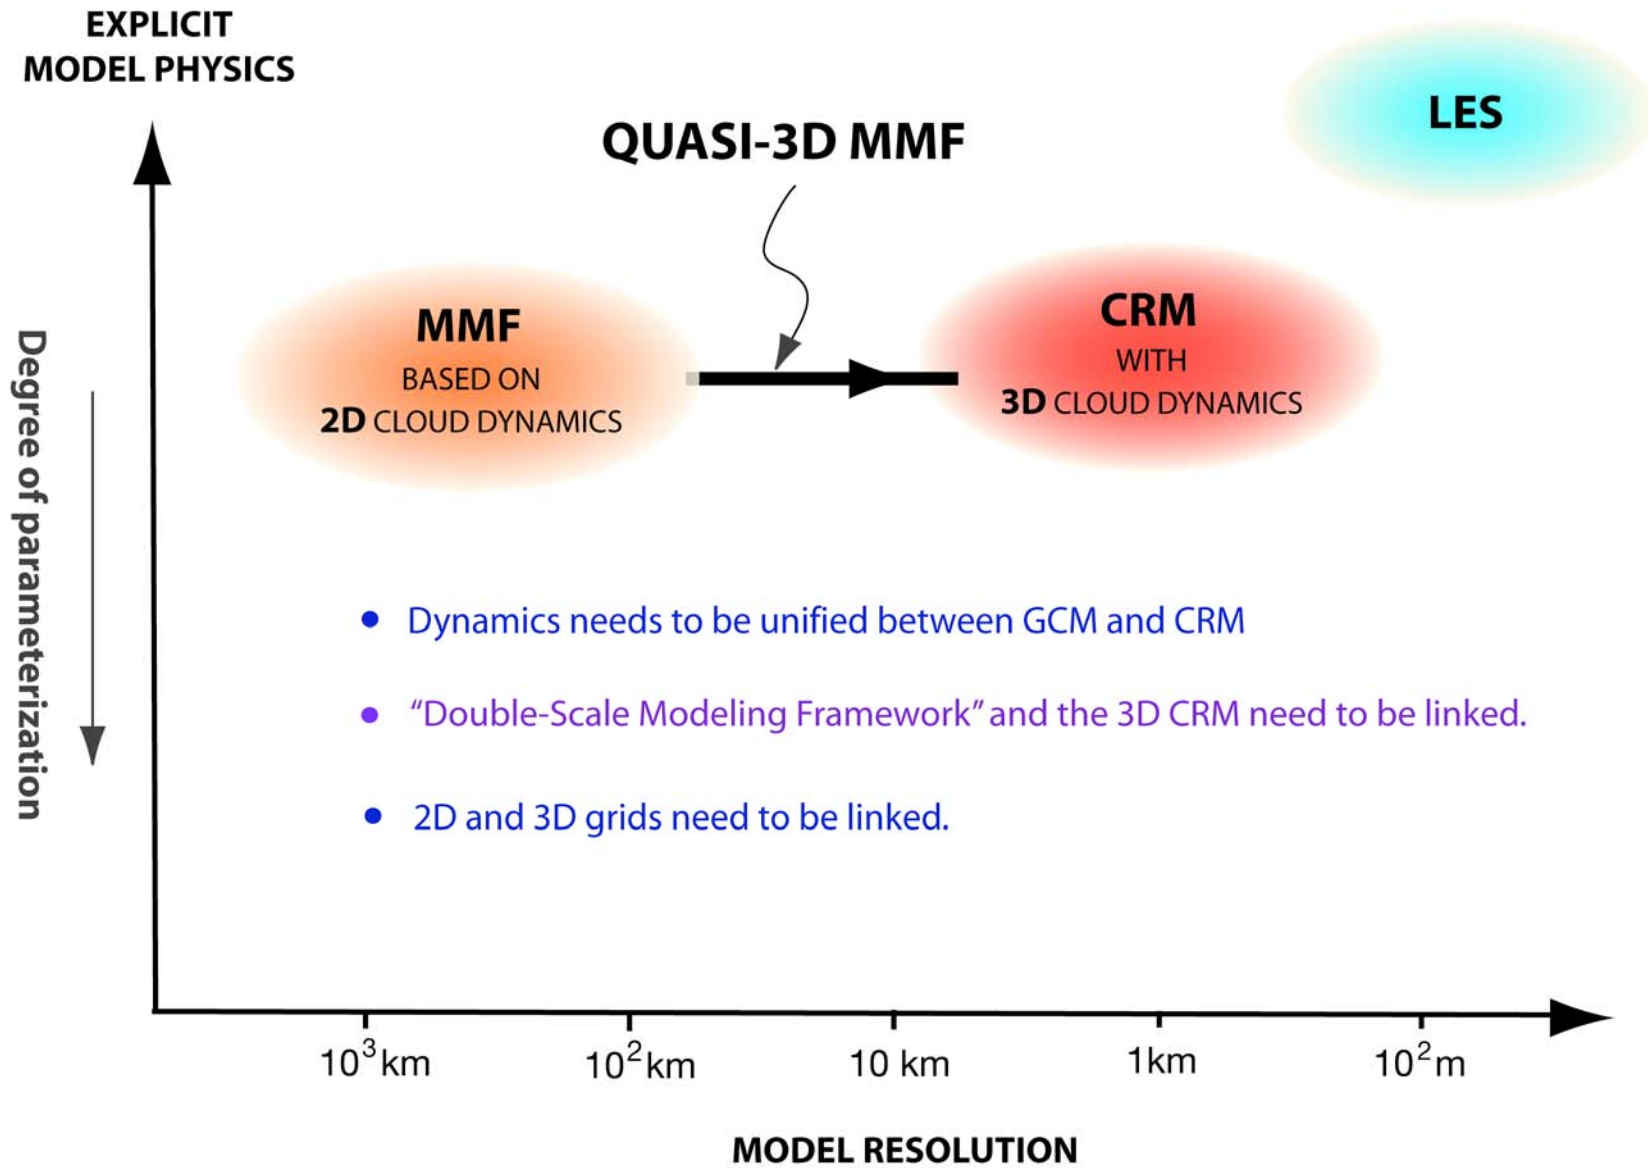 EXPLICIT
MODEL PHYSICS
LES
QUASI-3D MMF
MMF
BASED ON
2D CLOUD DYNAMICS
CRM
WITH
3D CLOUD DYNAMICS
Degree of parameterization
• Dynamics needs to be unified between GCM and CRM
• “Double-Scale Modeling Framework” and the 3D CRM need to be linked.
• 2D and 3D grids need to be linked.
10³km
10²km
10 km
1km
10²m
MODEL RESOLUTION